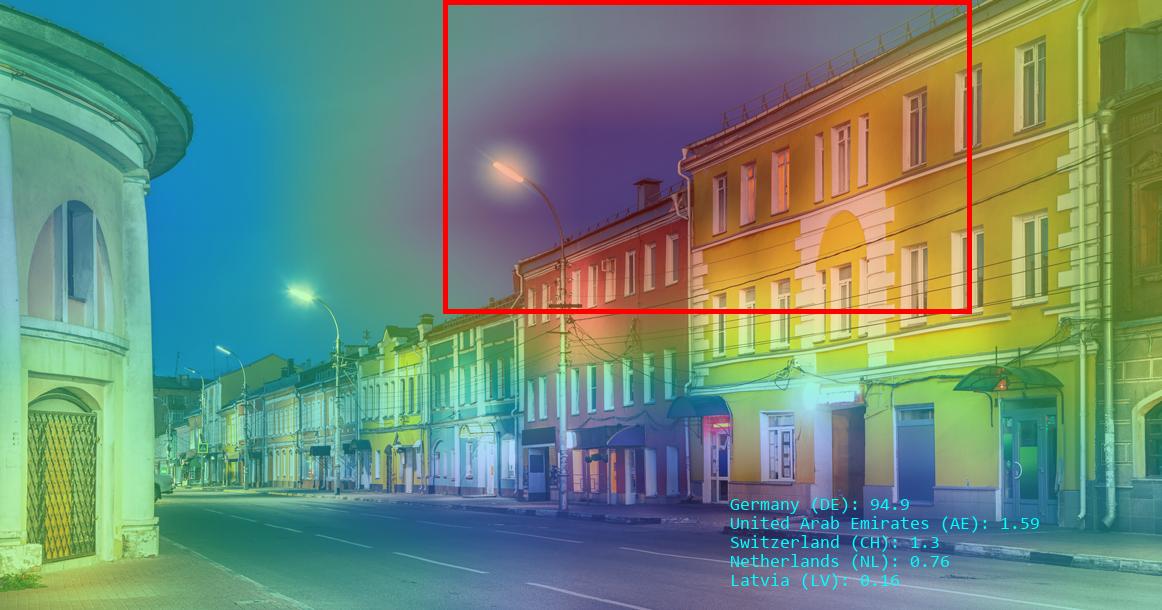 Germany (DE): 94.9
United Arab Emirates (AE): 1.59
Switzerland (CH): 1.3
Netherlands (NL): 0.76
Latvia (LV): 0.16